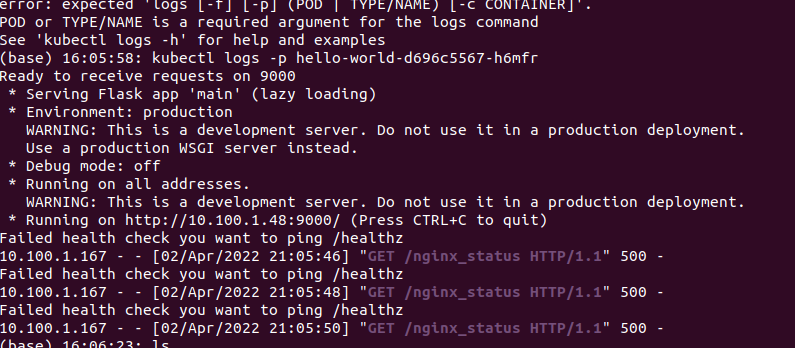 error: expected 'logs [-f] [-p] (POD | TYPE/NAME) [-c CONTAINER]'.
POD or TYPE/NAME is a required argument for the logs command
See 'kubectl logs -h' for help and examples
(base) 16:05:58: kubectl logs -p hello-world-d696c5567-h6mfr
Ready to receive requests on 9000
 * Serving Flask app 'main' (lazy loading)
 * Environment: production
   WARNING: This is a development server. Do not use it in a production deployment.
   Use a production WSGI server instead.
 * Debug mode: off
 * Running on all addresses.
   WARNING: This is a development server. Do not use it in a production deployment.
 * Running on http://10.100.1.48:9000/ (Press CTRL+C to quit)
Failed health check you want to ping /healthz
10.100.1.167 - - [02/Apr/2022 21:05:46] "GET /nginx_status HTTP/1.1" 500 -
Failed health check you want to ping /healthz
10.100.1.167 - - [02/Apr/2022 21:05:48] "GET /nginx_status HTTP/1.1" 500 -
Failed health check you want to ping /healthz
10.100.1.167 - - [02/Apr/2022 21:05:50] "GET /nginx_status HTTP/1.1" 500 -
(base) 16:06:23: ls